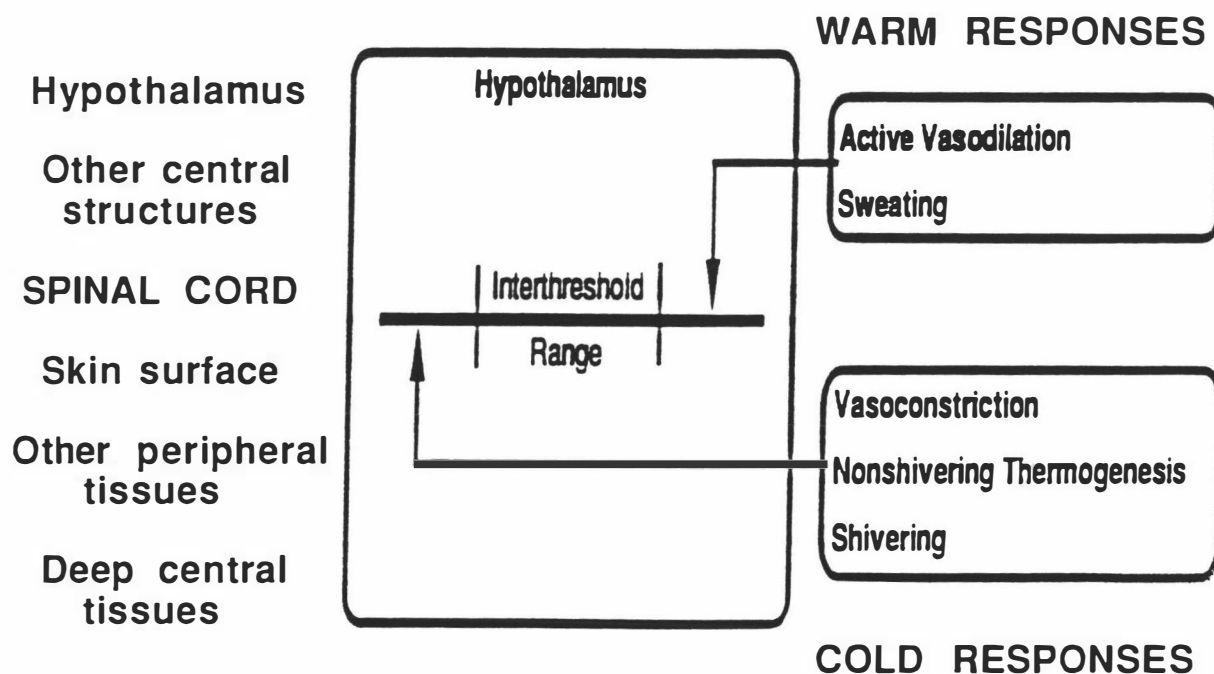 Hypothalamus
Other central
structures
SPINAL CORD
Skin surface
Other peripheral
tissues
Deep central
tissues
Hypothalamus
Interthreshold
Range
WARM RESPONSES
Active Vasodilation
Sweating
Vasoconstriction
Nonshivering Thermogenesis
Shivering
COLD RESPONSES